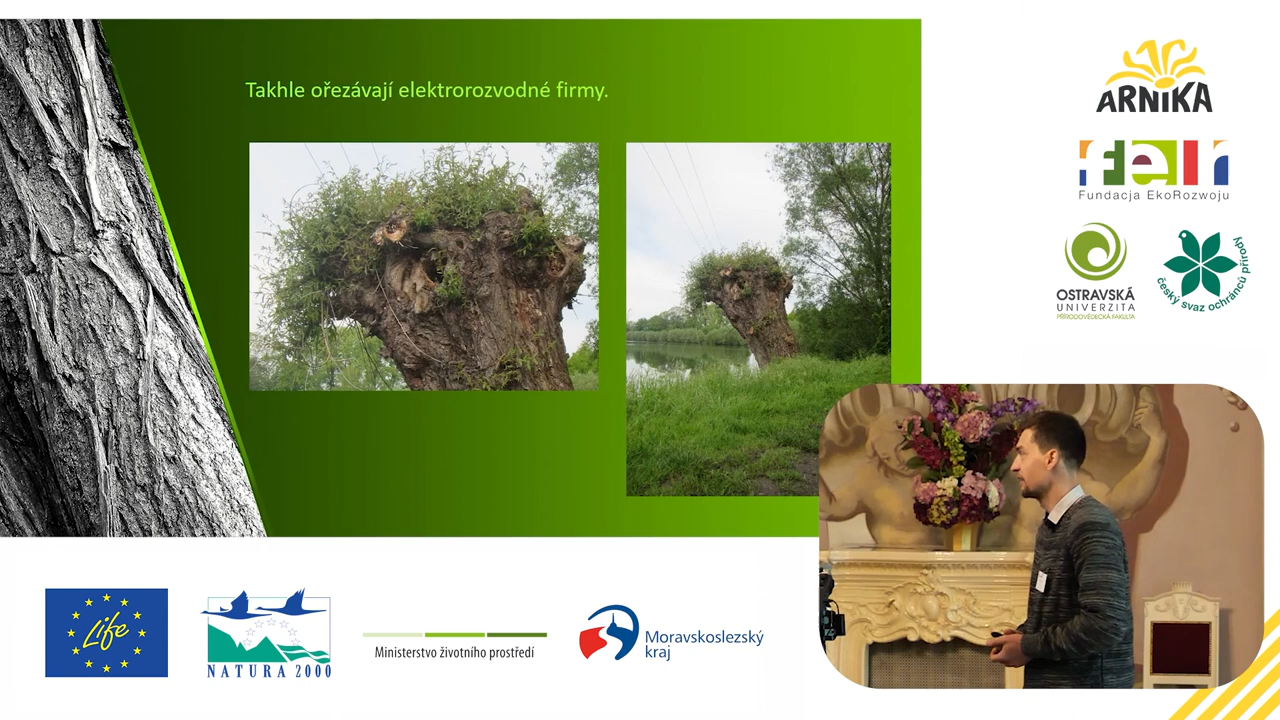 Takhle ořezávají elektrorozvodné firmy.
ARNIKA
feR
Fundacja EkoRozwoju
OSTRAVSKÁ
UNIVERZITA
PŘÍRODOVĚDECKÁ FAKULTA
český svaz ochránců přírody
Life
NATURA 2000
Ministerstvo životního prostředí
Moravskoslezský
kraj